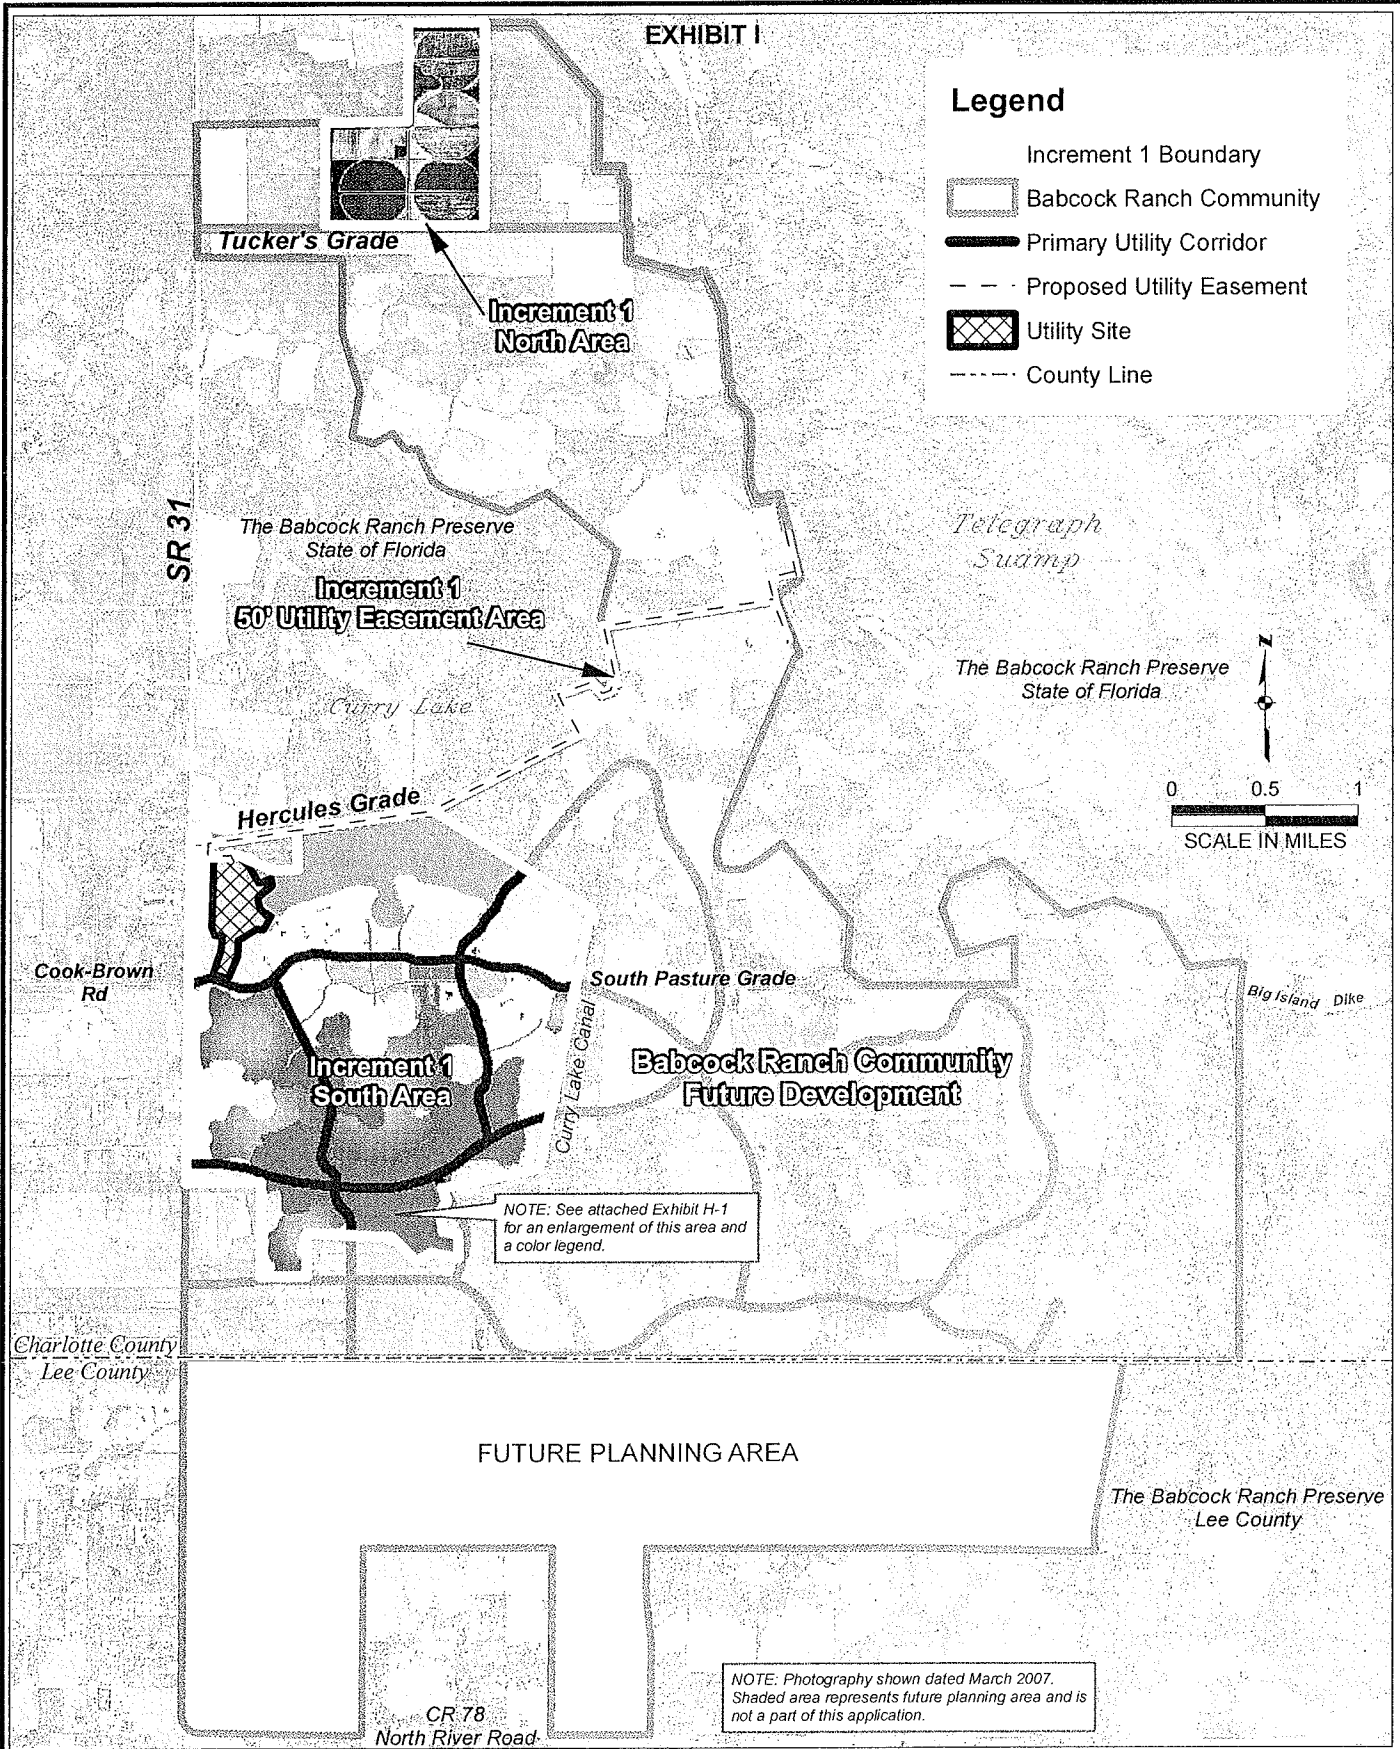 EXHIBIT I
Legend
Increment 1 Boundary
Babcock Ranch Community
Primary Utility Corridor
Proposed Utility Easement
Utility Site
County Line
Tucker's Grade
Increment 1
North Area
SR 31
The Babcock Ranch Preserve
State of Florida
Telegraph
Swamp
Increment 1
50' Utility Easement Area
The Babcock Ranch Preserve
State of Florida
N
Curry Lake
0 0.5 1
SCALE IN MILES
Hercules Grade
Cook-Brown
Rd
South Pasture Grade
Big Island Dike
Curry Lake Canal
Increment 1
South Area
Babcock Ranch Community
Future Development
NOTE: See attached Exhibit H-1
for an enlargement of this area and
a color legend.
Charlotte County
Lee County
FUTURE PLANNING AREA
The Babcock Ranch Preserve
Lee County
NOTE: Photography shown dated March 2007.
Shaded area represents future planning area and is
not a part of this application.
CR 78
North River Road